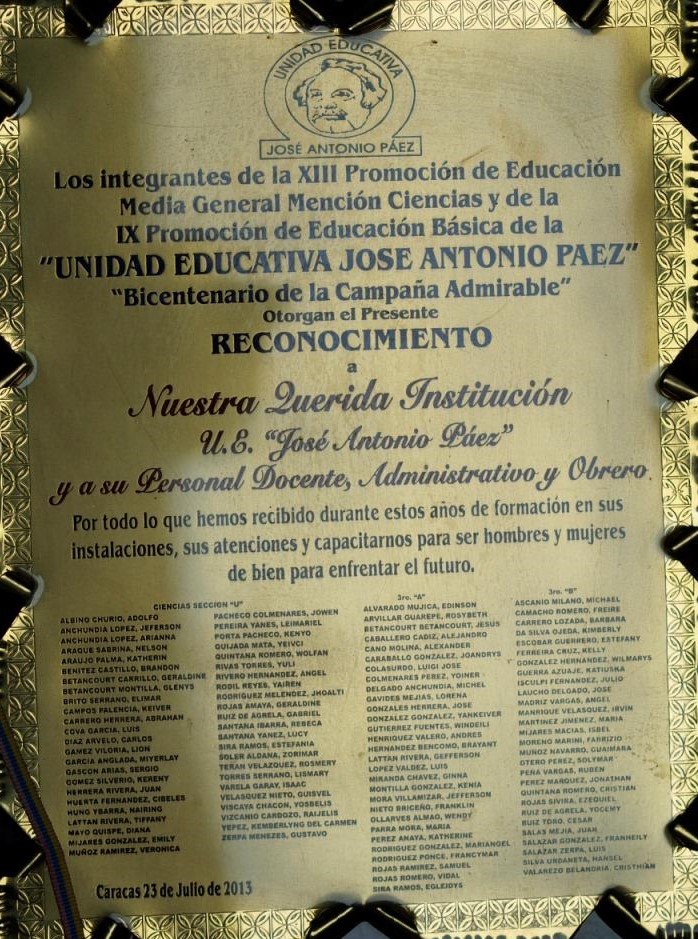 UNIDAD EDUCATIVA
JOSÉ ANTONIO PÁEZ
Los integrantes de la XIII Promoción de Educación
Media General Mención Ciencias y de la
IX Promoción de Educación Básica de la
"UNIDAD EDUCATIVA JOSE ANTONIO PAEZ"
"Bicentenario de la Campaña Admirable"
Otorgan el Presente
RECONOCIMIENTO
a
Nuestra Querida Institución
U.E. "José Antonio Páez"
y a su Personal Docente, Administrativo y Obrero
Por todo lo que hemos recibido durante estos años de formación en sus
instalaciones, sus atenciones y capacitarnos para ser hombres y mujeres
de bien para enfrentar el futuro.
CIENCIAS SECCION "U"
ALBINO CHURIO, ADOLFO
ANCHUNDIA LOPEZ, JEFERSON
ANCHUNDIA LOPEZ, ARIANNA
ARAQUE SABRINA, NELSON
ARAUJO PALMA, KATHERIN
BENITEZ CASTILLO, BRANDON
BETANCOURT CARRILLO, GERALDINE
BETANCOURT MONTILLA, GLENYS
BRITO SERRANO, ELIMAR
CAMPOS PALENCIA, KEIVER
CARRERO HERRERA, ABRAHAN
COVA GARCIA, LUIS
DIAZ ARVELO, CARLOS
GAMEZ VILORIA, LION
GARCIA ANGLADA, MIYERLAY
GASCON ARIAS, SERGIO
GOMEZ SILVERIO, KERENY
HERRERA RIVERA, JUAN
HUERTA FERNANDEZ, CIBELES
HUNG YBARRA, NAIRING
LATTAN RIVERA, TIFFANY
MAYO QUISPE, DIANA
MIJARES GONZALEZ, EMILY
MUÑOZ RAMIREZ, VERONICA
PACHECO COLMENARES, JOWEN
PEREIRA YANES, LEIMARIEL
PORTA PACHECO, KENYO
QUIJADA MATA, YEIVCI
QUINTANA ROMERO, WOLFAN
RIVAS TORRES, YULI
RIVERO HERNANDEZ, ANGEL
RODIL REYES, YAIREN
RODRIGUEZ MELENDEZ, JHOALTI
ROJAS AMAYA, GERALDINE
RUIZ DE AGRELA, GABRIEL
SANTANA IBARRA, REBECA
SANTANA YANEZ, LUCY
SIRA RAMOS, ESTEFANIA
SOLER ALDANA, ZORIMAR
TERAN VELAZQUEZ, ROSMERY
TORRES SERRANO, LISMARY
VARELA GARAY, ISAAC
VELASQUEZ NIETO, GUISVEL
VISCAYA CHACON, YOSBELIS
VIZCAINO CARDOZO, RAIJELIS
YEPEZ, KEMBERLYNG DEL CARMEN
ZERPA MENEZES, GUSTAVO
3ro. "A"
ALVARADO MUJICA, EDINSON
ARVILLAR GUAREPE, ROSYBETH
BETANCOURT BETANCOURT, JESUS
CABALLERO CADIZ, ALEJANDRO
CANO MOLINA, ALEXANDER
CARABALLO GONZALEZ, JOANDRYS
COLASURDO, LUIGI JOSE
COLMENARES PEREZ, YOINER
DELGADO ANCHUNDIA, MICHEL
GAVIDES MEJIAS, LORENA
GONZALES HERRERA, JOSE
GONZALEZ GONZALEZ, YANKEIVER
GUTIERREZ FUENTES, WINDEILI
HENRIQUEZ VALERO, ANDRES
HERNANDEZ BENCOMO, BRAYANT
LATTAN RIVERA, GEFFERSON
LOPEZ VALDEZ, LUIS
MIRANDA CHAVEZ, GINNA
MONTILLA GONZALEZ, KENIA
MORA VILLAMIZAR, JEFFERSON
NIETO BRICEÑO, FRANKLIN
OLLARVES ALMAO, WENDY
PARRA MORA, MARIA
PEREZ ANAYA, KATHERINE
RODRIGUEZ GONZALEZ, MARIANGEL
RODRIGUEZ PONCE, FRANCYMAR
ROJAS RAMIREZ, SAMUEL
ROJAS ROMERO, VIDAL
SIRA RAMOS, EGLEIDYS
3ro. "B"
ASCANIO MILANO, MICHAEL
CAMACHO ROMERO, FREIRE
CARRERO LOZADA, BARBARA
DA SILVA OJEDA, KIMBERLY
ESCOBAR GUERRERO, ESTEFANY
FERREIRA CRUZ, KELLY
GONZALEZ HERNANDEZ, WILMARYS
GUERRA AZUAJE, KATIUSKA
ISCULPI FERNANDEZ, JULIO
LAUCHO DELGADO, JOSE
MADRIZ VARGAS, ANGEL
MANRIQUE VELASQUEZ, IRVIN
MARTINEZ JIMENEZ, MARIA
MIJARES MACIAS, ISBEL
MORENO MARINI, FABRIZIO
MUÑOZ NAVARRO, GUAIMARA
OTERO PEREZ, SOLYMAR
PEÑA VARGAS, RUBEN
PEREZ MARQUEZ, JONATHAN
QUINTANA ROMERO, CRISTIAN
ROJAS SIVIRA, EZEQUIEL
RUIZ DE AGRELA, YOCEMY
RUIZ TORO, CESAR
SALAS MEJIA, JUAN
SALAZAR GONZALEZ, FRANHEILY
SALAZAR ZERPA, LUIS
SILVA URDANETA, HANSEL
VALAREZO BELANDRIA, CRISTHIAN
Caracas 23 de Julio de 2013